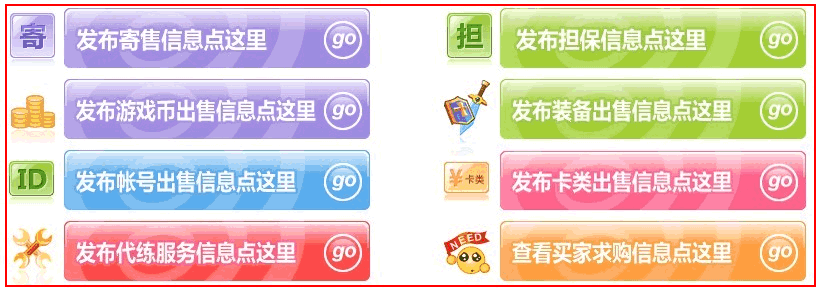 寄 发布寄售信息点这里 go 担 发布担保信息点这里 go
发布游戏币出售信息点这里 go 发布装备出售信息点这里 go
ID 发布帐号出售信息点这里 go ¥卡类 发布卡类出售信息点这里 go
发布代练服务信息点这里 go NEED 查看买家求购信息点这里 go